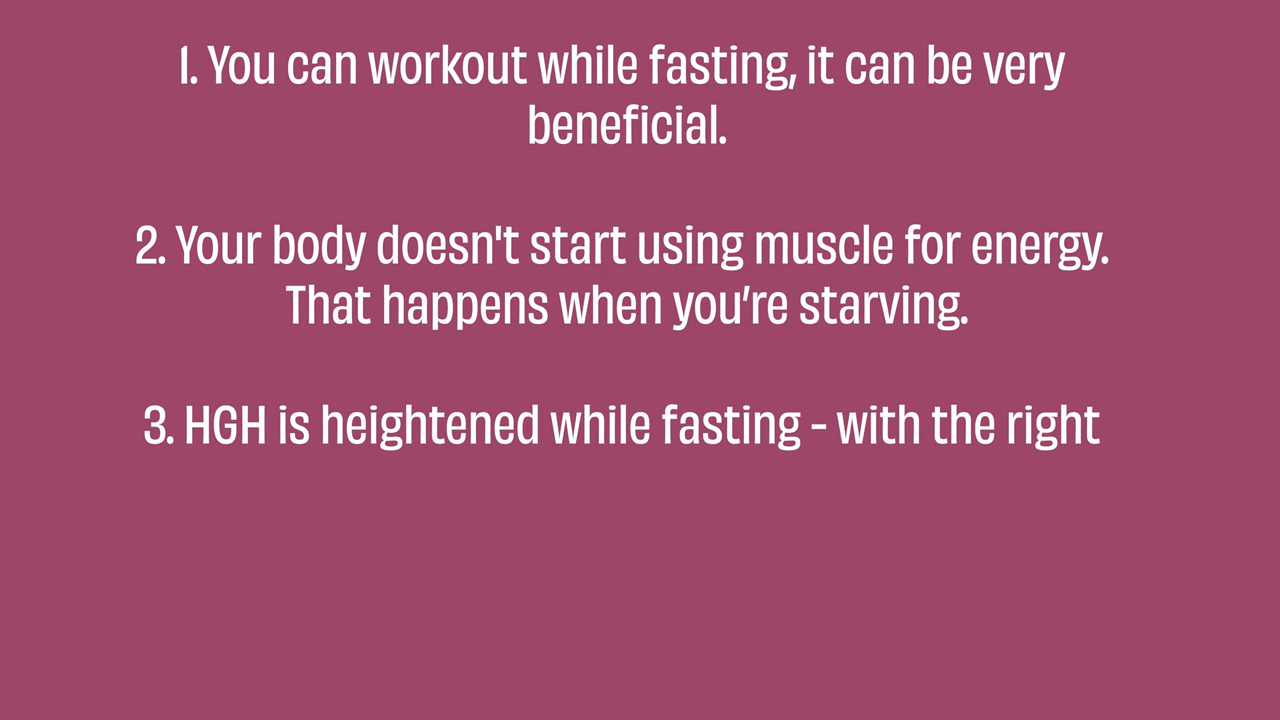 1. You can workout while fasting, it can be very
beneficial.
2. Your body doesn't start using muscle for energy.
That happens when you’re starving.
3. HGH is heightened while fasting - with the right